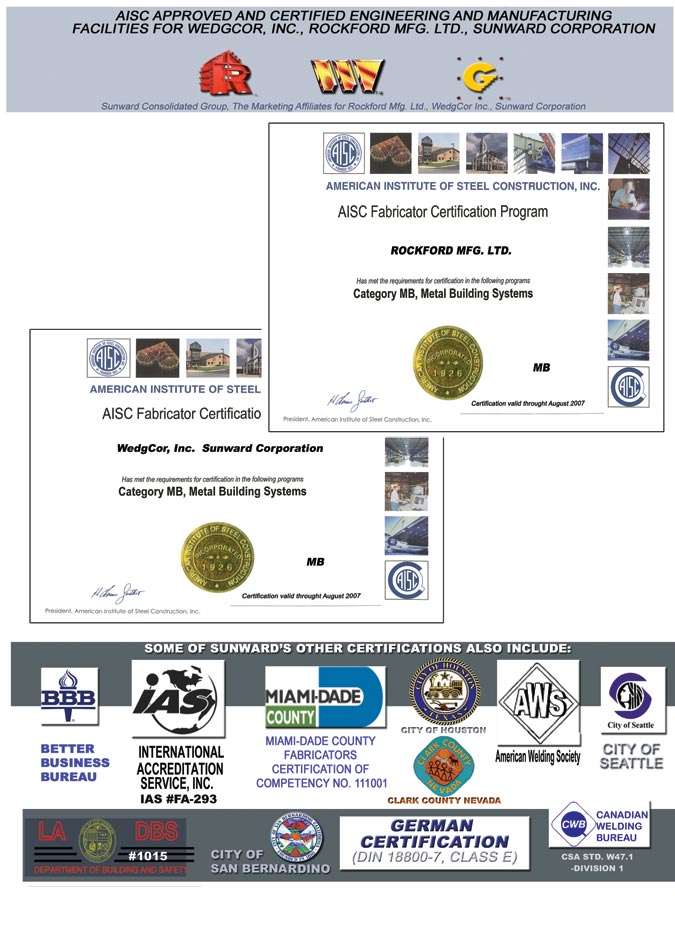 AISC APPROVED AND CERTIFIED ENGINEERING AND MANUFACTURING
FACILITIES FOR WEDGCOR, INC., ROCKFORD MFG. LTD., SUNWARD CORPORATION
R
W
G
Sunward Consolidated Group, The Marketing Affiliates for Rockford Mfg. Ltd., WedgCor Inc., Sunward Corporation
AISC
AMERICAN INSTITUTE OF STEEL CONSTRUCTION, INC.
AISC Fabricator Certification Program
ROCKFORD MFG. LTD.
Has met the requirements for certification in the following programs
Category MB, Metal Building Systems
AMERICAN INSTITUTE OF STEEL CONSTRUCTION
INCORPORATED
1926
MB
Certification valid throught August 2007
President, American Institute of Steel Construction, Inc.
AISC
AISC
AMERICAN INSTITUTE OF STEEL
AISC Fabricator Certificatio
WedgCor, Inc. Sunward Corporation
Has met the requirements for certification in the following programs
Category MB, Metal Building Systems
AMERICAN INSTITUTE OF STEEL CONSTRUCTION
INCORPORATED
1926
MB
Certification valid throught August 2007
President, American Institute of Steel Construction, Inc.
AISC
SOME OF SUNWARD'S OTHER CERTIFICATIONS ALSO INCLUDE:
BBB
BETTER
BUSINESS
BUREAU
IAS
INTERNATIONAL
ACCREDITATION
SERVICE, INC.
IAS #FA-293
MIAMI-DADE
COUNTY
MIAMI-DADE COUNTY
FABRICATORS
CERTIFICATION OF
COMPETENCY NO. 111001
CITY OF HOUSTON
TEXAS
CITY OF HOUSTON
CLARK COUNTY
NEVADA
CLARK COUNTY NEVADA
AWS
American Welding Society
City of Seattle
CITY OF
SEATTLE
LA DBS
#1015
DEPARTMENT OF BUILDING AND SAFETY
CITY OF
SAN BERNARDINO
GERMAN
CERTIFICATION
(DIN 18800-7, CLASS E)
CWB
CANADIAN
WELDING
BUREAU
CSA STD. W47.1
-DIVISION 1